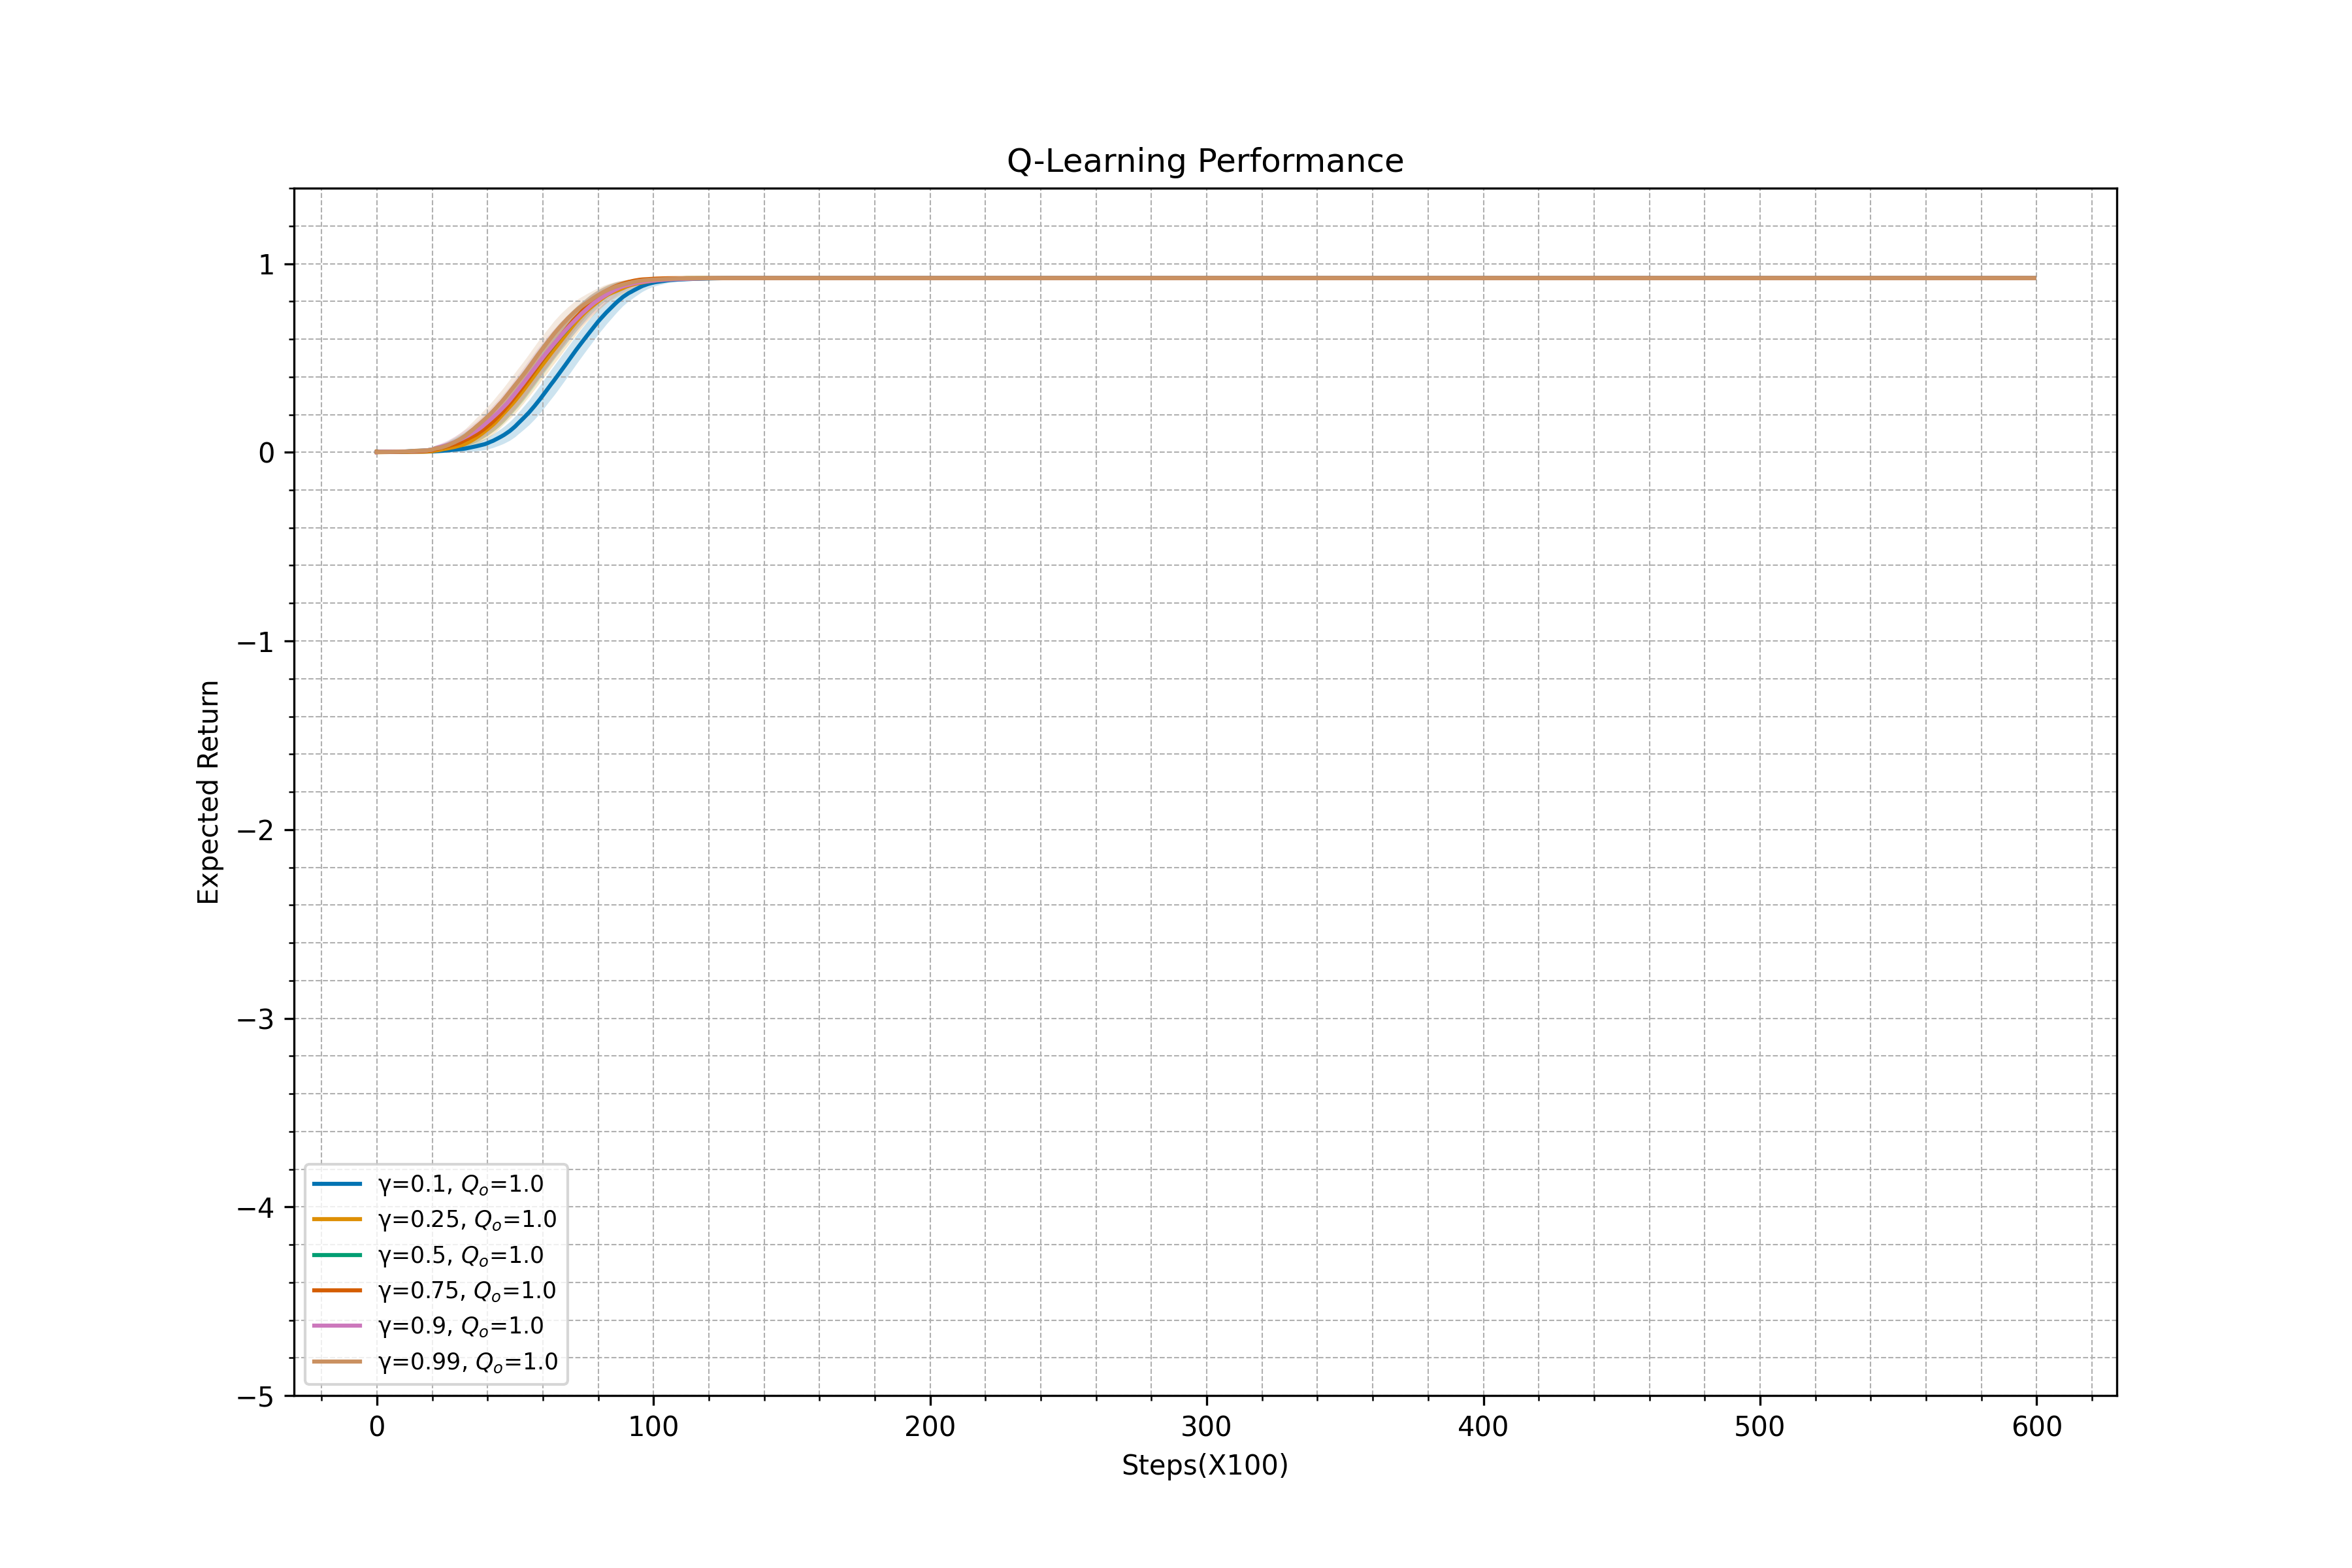 Q-Learning Performance
Expected Return
1
0
−1
−2
−3
−4
−5
γ=0.1, Qo=1.0
γ=0.25, Qo=1.0
γ=0.5, Qo=1.0
γ=0.75, Qo=1.0
γ=0.9, Qo=1.0
γ=0.99, Qo=1.0
0 100 200 300 400 500 600
Steps(X100)